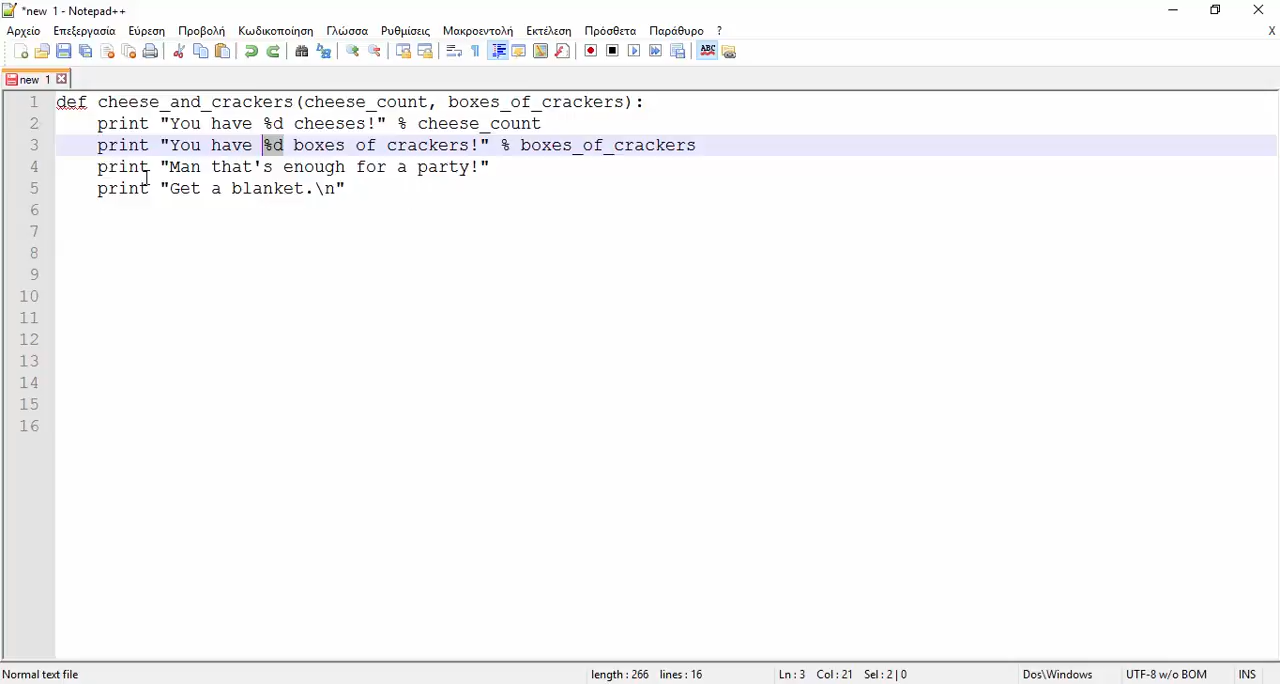 *new 1 - Notepad++
Αρχείο Επεξεργασία Εύρεση Προβολή Κωδικοποίηση Γλώσσα Ρυθμίσεις Μακροεντολή Εκτέλεση Πρόσθετα Παράθυρο ? X
ABC
new 1
1 def cheese_and_crackers(cheese_count, boxes_of_crackers):
2 print "You have %d cheeses!" % cheese_count
3 print "You have %d boxes of crackers!" % boxes_of_crackers
4 print "Man that's enough for a party!"
5 print "Get a blanket.\n"
6
7
8
9
10
11
12
13
14
15
16
Normal text file length : 266 lines : 16 Ln : 3 Col : 21 Sel : 2 | 0 Dos\Windows UTF-8 w/o BOM INS